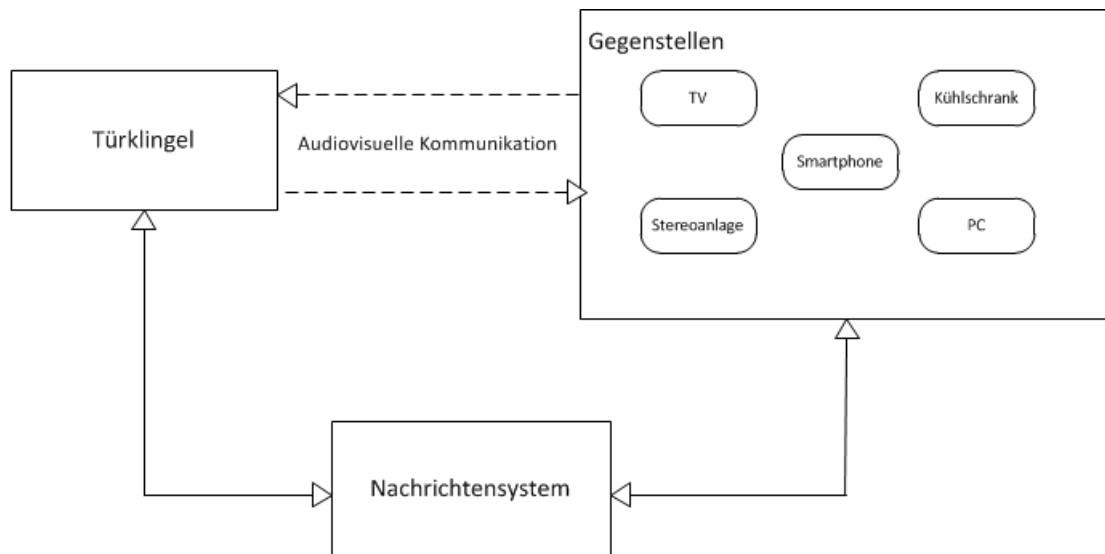 Gegenstellen
TV
Kühlschrank
Türklingel
Audiovisuelle Kommunikation
Smartphone
Stereoanlage
PC
Nachrichtensystem